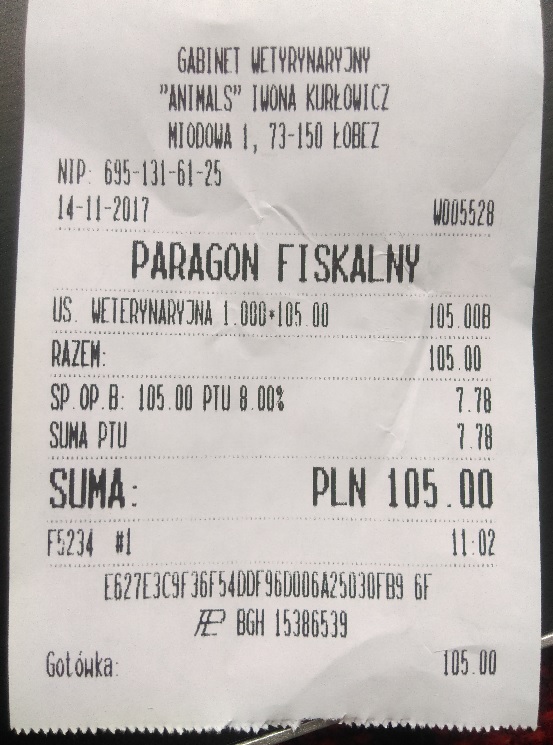 GABINET WETYRYNARYJNY
"ANIMALS" IWONA KURŁOWICZ
MIODOWA 1, 73-150 ŁOBEZ
NIP: 695-131-61-25
14-11-2017 W005528
PARAGON FISKALNY
US. WETERYNARYJNA 1.000*105.00 105.00B
RAZEM: 105.00
SP.OP.B: 105.00 PTU 8.00% 7.78
SUMA PTU 7.78
SUMA: PLN 105.00
F5234 #1 11:02
E627E3C9F36F54DDF96D006A25030FB9 6F
BGH 15386539
Gotówka: 105.00